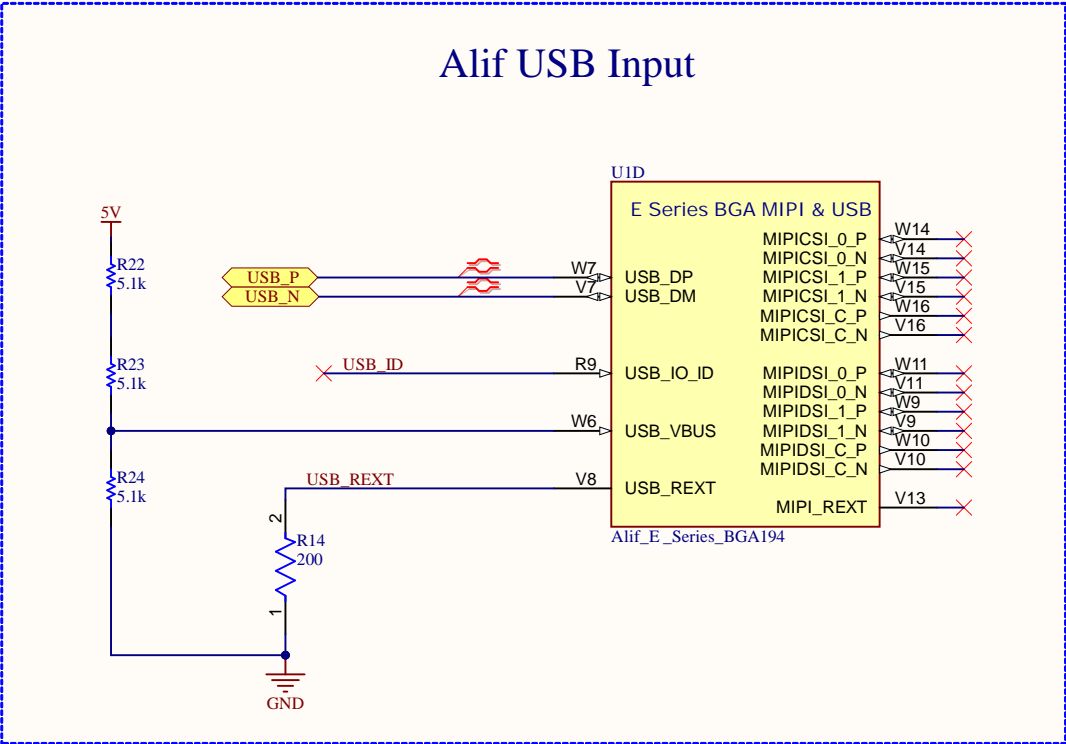 Alif USB Input
U1D
E Series BGA MIPI & USB
5V
R22
5.1k
R23
5.1k
R24
5.1k
USB_P
USB_N
USB_ID
USB_REXT
2
R14
200
1
GND
W7
V7
R9
W6
V8
USB_DP
USB_DM
USB_IO_ID
USB_VBUS
USB_REXT
MIPICSI_0_P W14
MIPICSI_0_N V14
MIPICSI_1_P W15
MIPICSI_1_N V15
MIPICSI_C_P W16
MIPICSI_C_N V16
MIPIDSI_0_P W11
MIPIDSI_0_N V11
MIPIDSI_1_P W9
MIPIDSI_1_N V9
MIPIDSI_C_P W10
MIPIDSI_C_N V10
MIPI_REXT V13
Alif_E_Series_BGA194